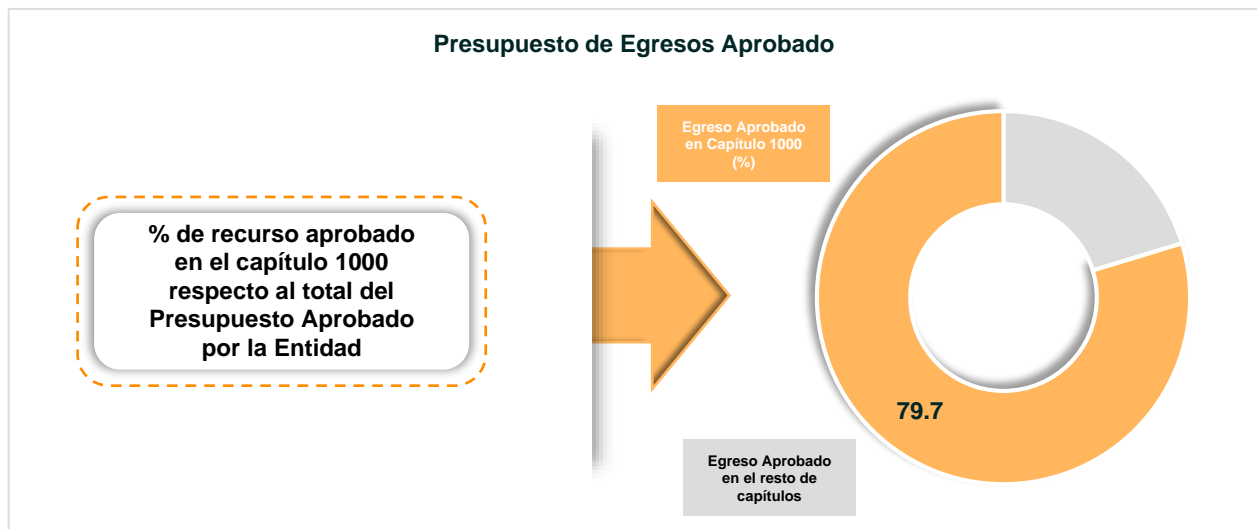 Presupuesto de Egresos Aprobado
Egreso Aprobado
en Capítulo 1000
(%)
% de recurso aprobado
en el capítulo 1000
respecto al total del
Presupuesto Aprobado
por la Entidad
79.7
Egreso Aprobado
en el resto de
capítulos